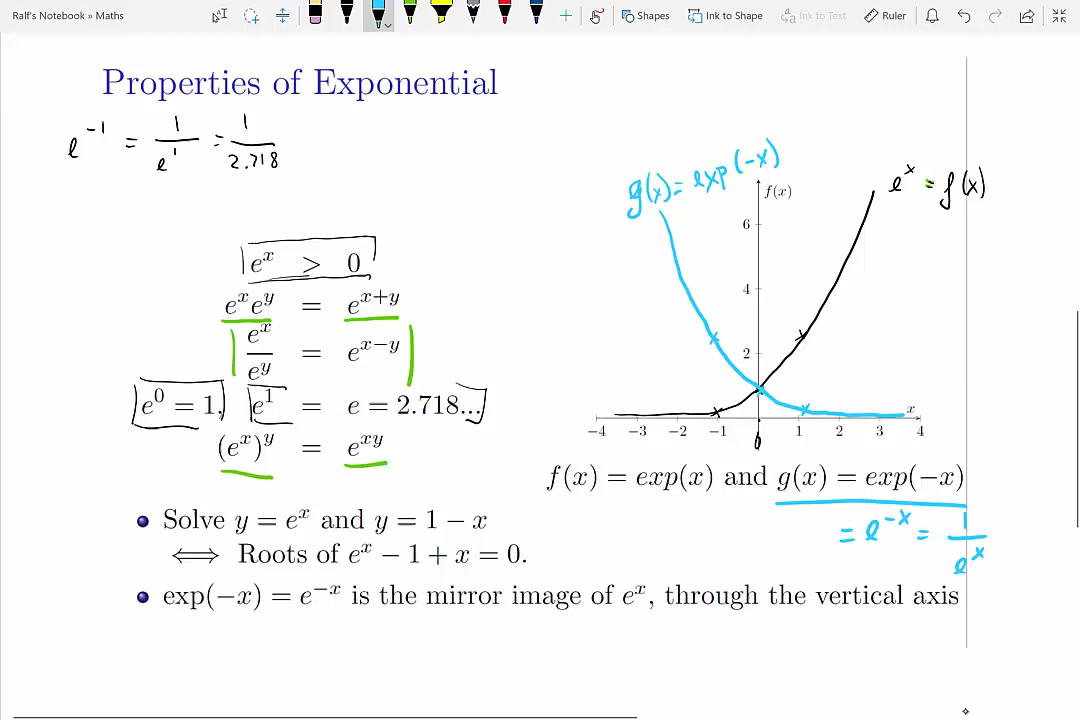 Ralf's Notebook » Maths
Shapes
Ink to Shape
Ink to Text
Ruler
Properties of Exponential
e^-1 = 1/e^1 = 1/2.718
g(x) = exp(-x)
e^x = f(x)
f(x)
6
4
2
x
−4 −3 −2 −1 0 1 2 3 4
e^x > 0
e^x e^y = e^{x+y}
e^x/e^y = e^{x−y}
e^0 = 1, e^1 = e = 2.718...
(e^x)^y = e^{xy}
f(x) = exp(x) and g(x) = exp(−x)
= e^-x = 1/e^x
Solve y = e^x and y = 1 − x
⟺ Roots of e^x − 1 + x = 0.
exp(−x) = e^−x is the mirror image of e^x, through the vertical axis